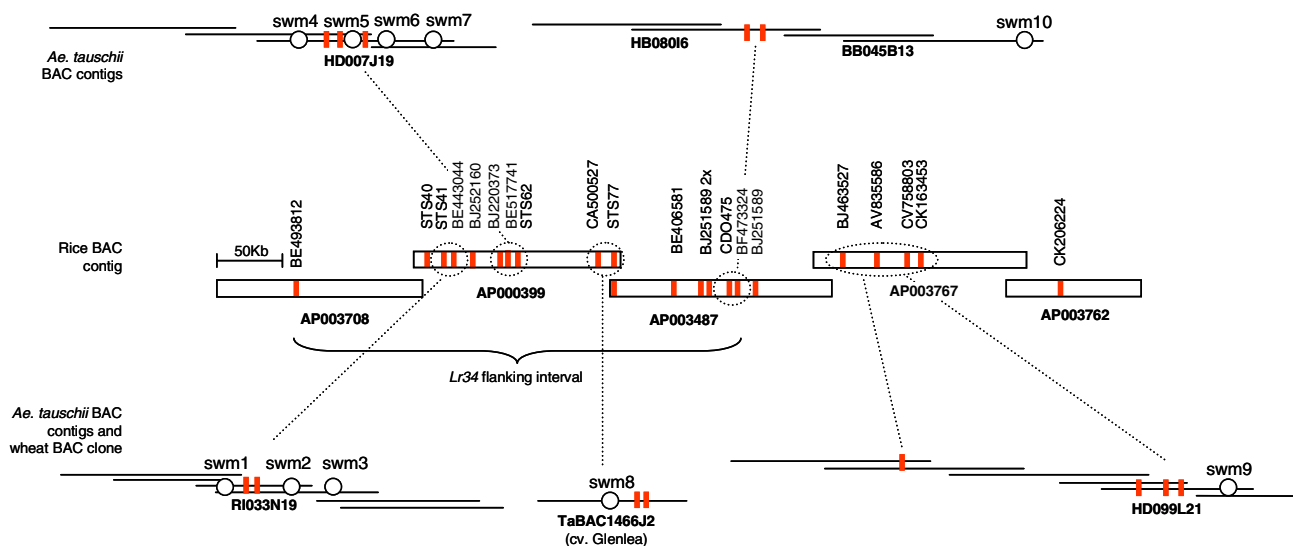 swm4 swm5 swm6 swm7
swm10
Ae. tauschii
BAC contigs
HD007J19
HB080I6
BB045B13
STS40
STS41
BE443044
BJ252160
BJ220373
BE517741
STS62
CA500527
STS77
BE406581
BJ251589 2x
CDO475
BF473324
BJ251589
BJ463527
AV835586
CV758803
CK163453
CK206224
BE493812
Rice BAC
contig
50Kb
AP003708
AP000399
AP003487
AP003767
AP003762
Lr34 flanking interval
Ae. tauschii BAC
contigs and
wheat BAC clone
swm1 swm2 swm3
RI033N19
swm8
TaBAC1466J2
(cv. Glenlea)
swm9
HD099L21